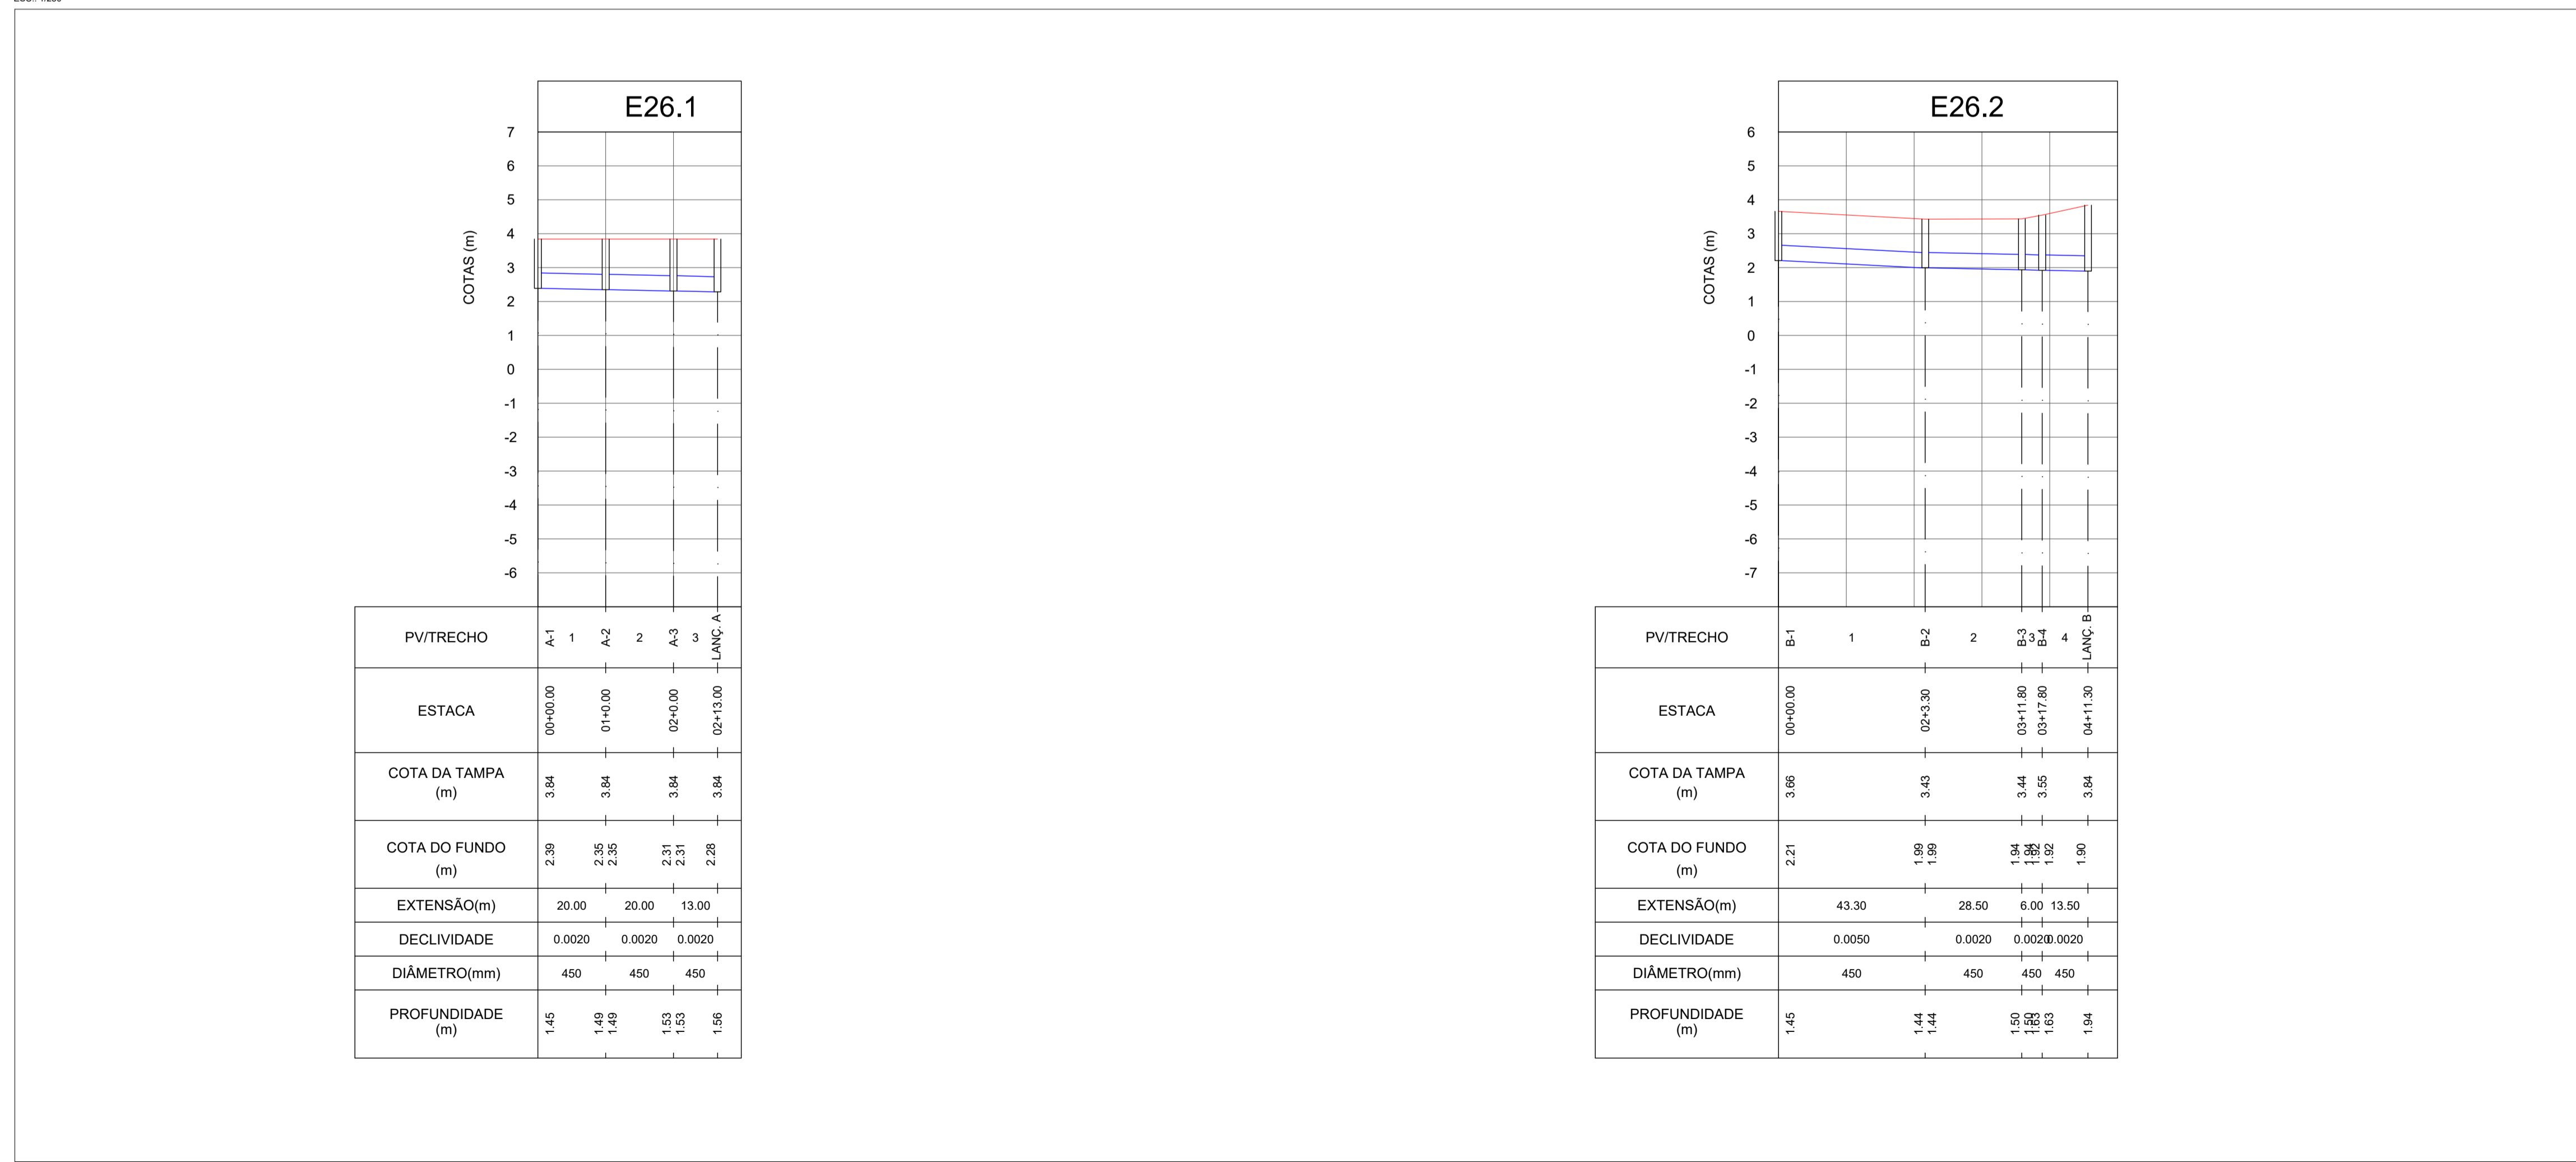 E26.1
7
6
5
4
3
2
1
0
-1
-2
-3
-4
-5
-6
COTAS (m)
PV/TRECHO A-1 1 A-2 2 A-3 3 LANÇ. A
ESTACA 00+00.00 01+0.00 02+0.00 02+13.00
COTA DA TAMPA
(m) 3.84 3.84 3.84 3.84
COTA DO FUNDO
(m) 2.39 2.35 2.35 2.31 2.31 2.28
EXTENSÃO(m) 20.00 20.00 13.00
DECLIVIDADE 0.0020 0.0020 0.0020
DIÂMETRO(mm) 450 450 450
PROFUNDIDADE
(m) 1.45 1.49 1.49 1.53 1.53 1.56
E26.2
6
5
4
3
2
1
0
-1
-2
-3
-4
-5
-6
-7
COTAS (m)
PV/TRECHO B-1 1 B-2 2 B-3 3 B-4 4 LANÇ. B
ESTACA 00+00.00 02+3.30 03+11.80 03+17.80 04+11.30
COTA DA TAMPA
(m) 3.66 3.43 3.44 3.55 3.84
COTA DO FUNDO
(m) 2.21 1.99 1.99 1.94 1.94 1.92 1.92 1.90
EXTENSÃO(m) 43.30 28.50 6.00 13.50
DECLIVIDADE 0.0050 0.0020 0.0020 0.0020
DIÂMETRO(mm) 450 450 450 450
PROFUNDIDADE
(m) 1.45 1.44 1.44 1.50 1.50 1.63 1.63 1.94